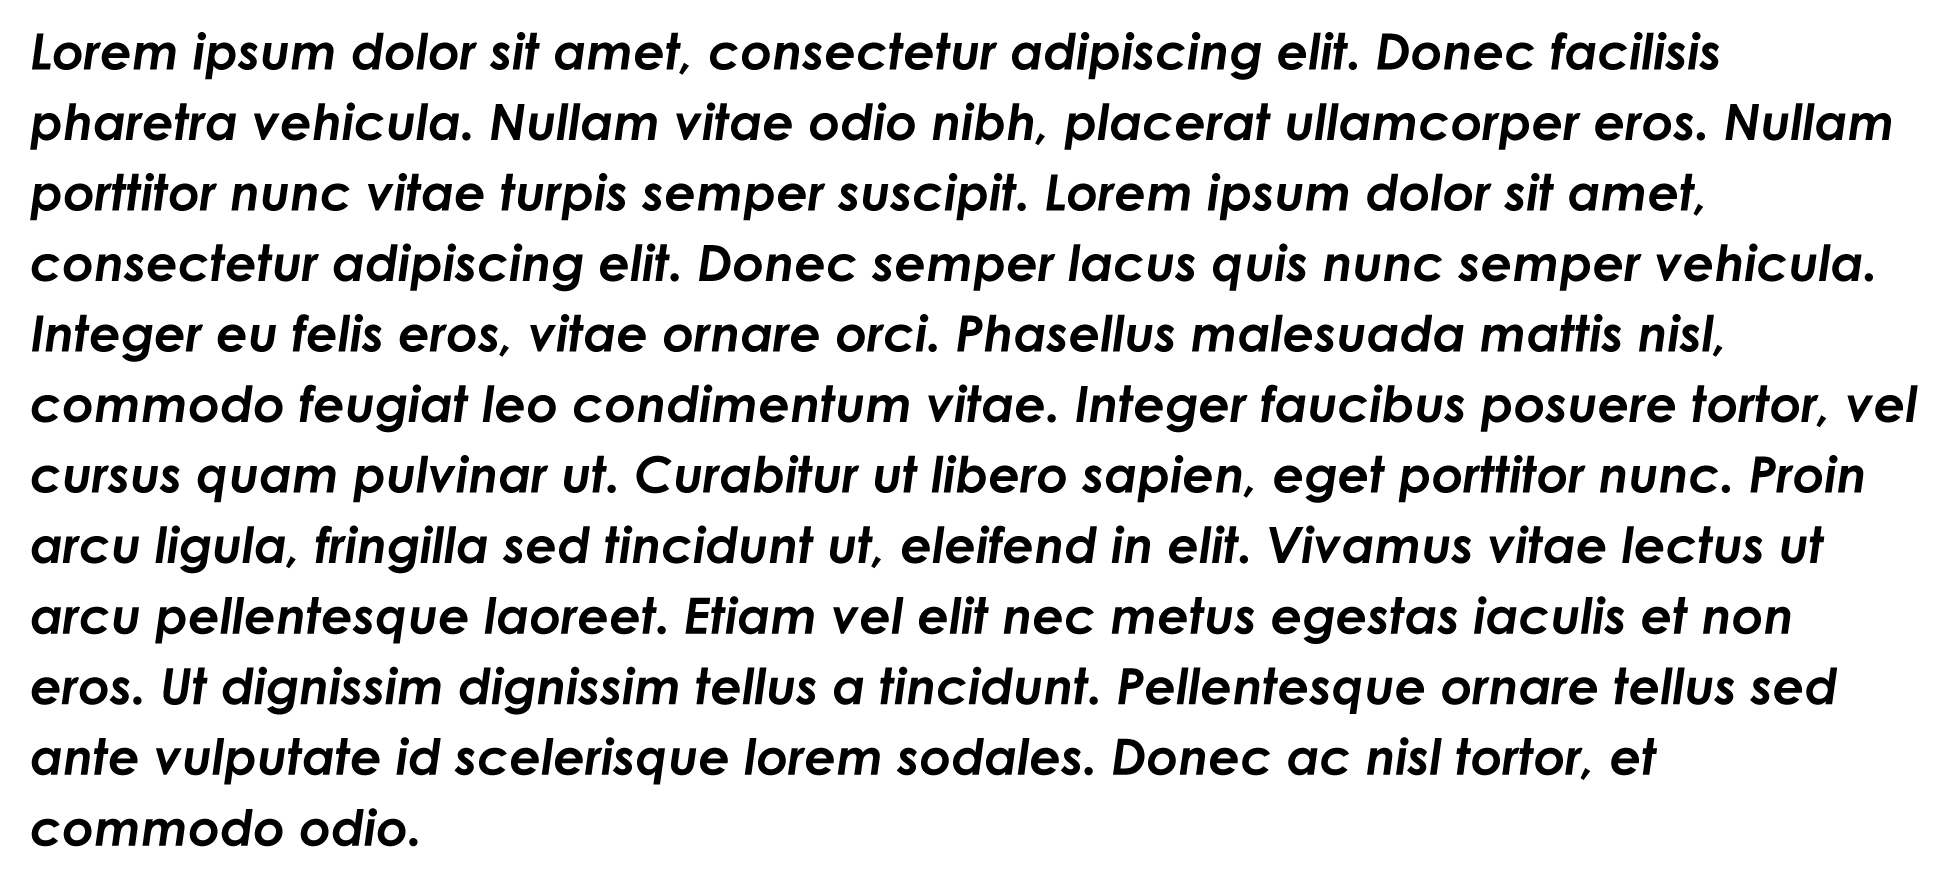 Lorem ipsum dolor sit amet, consectetur adipiscing elit. Donec facilisis
pharetra vehicula. Nullam vitae odio nibh, placerat ullamcorper eros. Nullam
porttitor nunc vitae turpis semper suscipit. Lorem ipsum dolor sit amet,
consectetur adipiscing elit. Donec semper lacus quis nunc semper vehicula.
Integer eu felis eros, vitae ornare orci. Phasellus malesuada mattis nisl,
commodo feugiat leo condimentum vitae. Integer faucibus posuere tortor, vel
cursus quam pulvinar ut. Curabitur ut libero sapien, eget porttitor nunc. Proin
arcu ligula, fringilla sed tincidunt ut, eleifend in elit. Vivamus vitae lectus ut
arcu pellentesque laoreet. Etiam vel elit nec metus egestas iaculis et non
eros. Ut dignissim dignissim tellus a tincidunt. Pellentesque ornare tellus sed
ante vulputate id scelerisque lorem sodales. Donec ac nisl tortor, et
commodo odio.